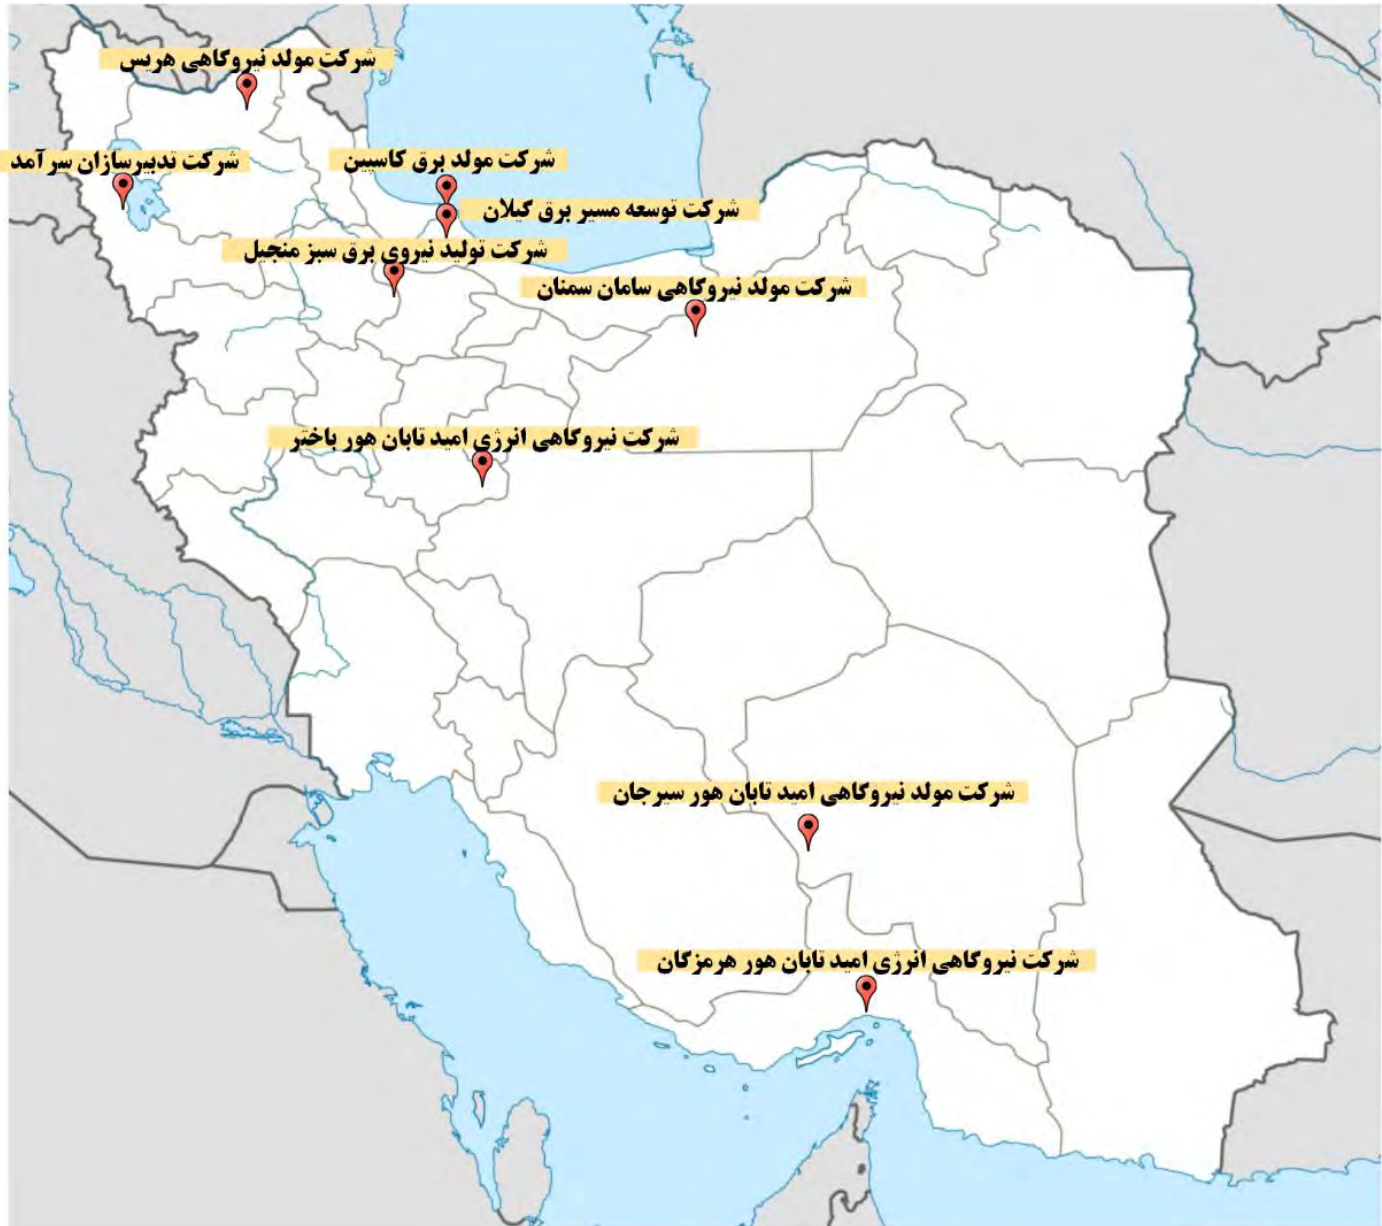 شرکت مولد نیروگاهی هریس
شرکت تدبیرسازان سرآمد
شرکت مولد برق کاسپین
شرکت توسعه مسیر برق گیلان
شرکت تولید نیروی برق سبز منجیل
شرکت مولد نیروگاهی سامان سمنان
شرکت نیروگاهی انرژی امید تابان هور باختر
شرکت مولد نیروگاهی امید تابان هور سیرجان
شرکت نیروگاهی انرژی امید تابان هور هرمزگان